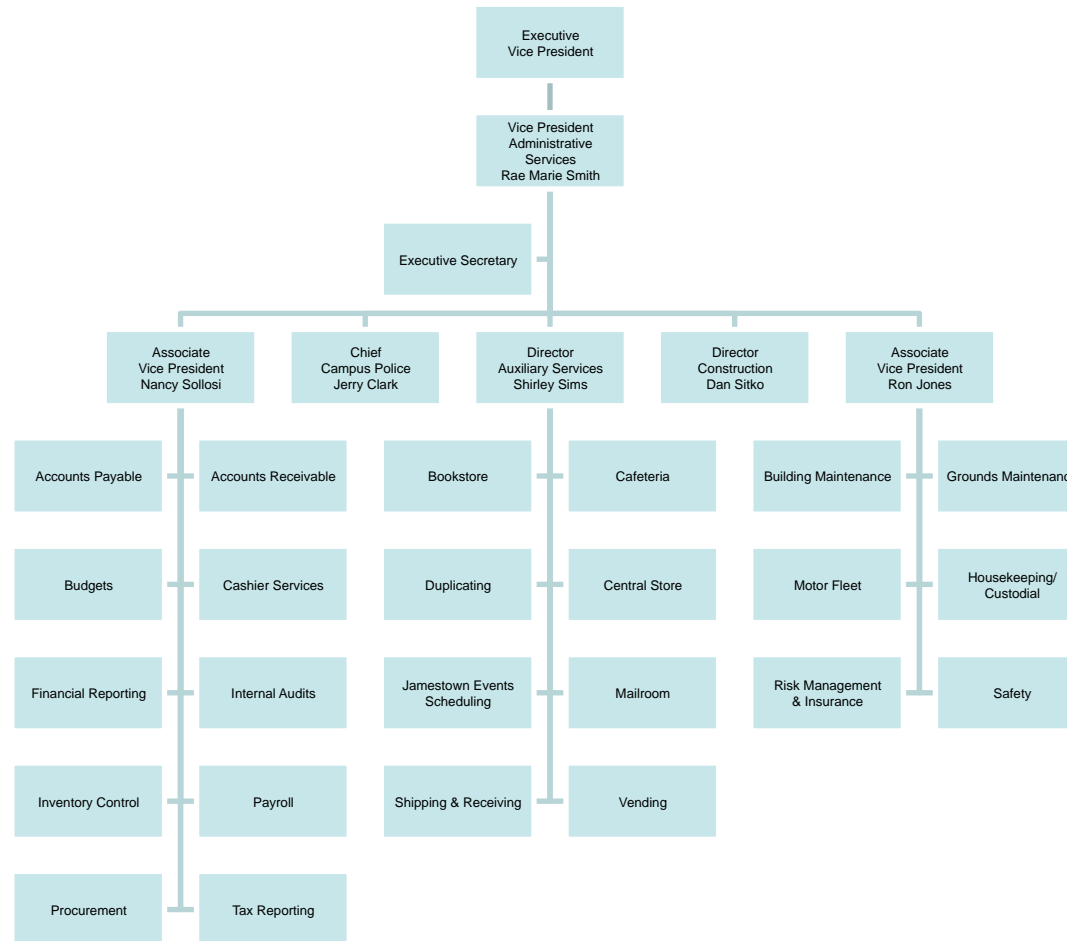 Executive
Vice President
Vice President
Administrative
Services
Rae Marie Smith
Executive Secretary
Associate
Vice President
Nancy Sollosi
Chief
Campus Police
Jerry Clark
Director
Auxiliary Services
Shirley Sims
Director
Construction
Dan Sitko
Associate
Vice President
Ron Jones
Accounts Payable
Accounts Receivable
Bookstore
Cafeteria
Building Maintenance
Grounds Maintenanc
Budgets
Cashier Services
Duplicating
Central Store
Motor Fleet
Housekeeping/
Custodial
Financial Reporting
Internal Audits
Jamestown Events
Scheduling
Mailroom
Risk Management
& Insurance
Safety
Inventory Control
Payroll
Shipping & Receiving
Vending
Procurement
Tax Reporting